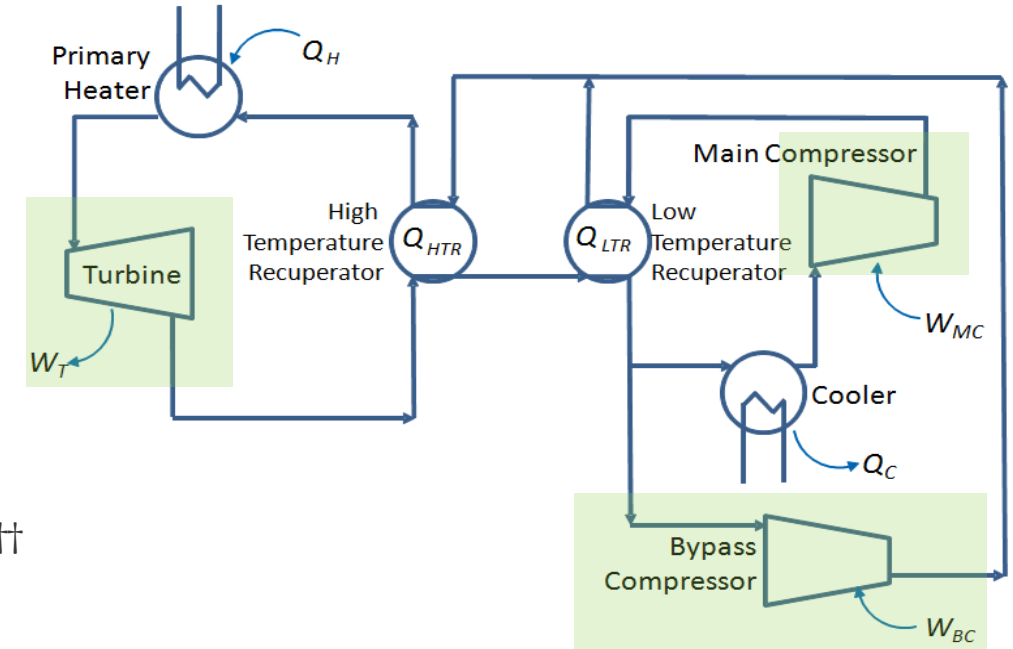 Primary
Heater
Q_H
Main Compressor
High
Temperature
Recuperator
Q_HTR
Q_LTR
Low
Temperature
Recuperator
Turbine
W_T
W_MC
Cooler
Q_C
††
Bypass
Compressor
W_BC